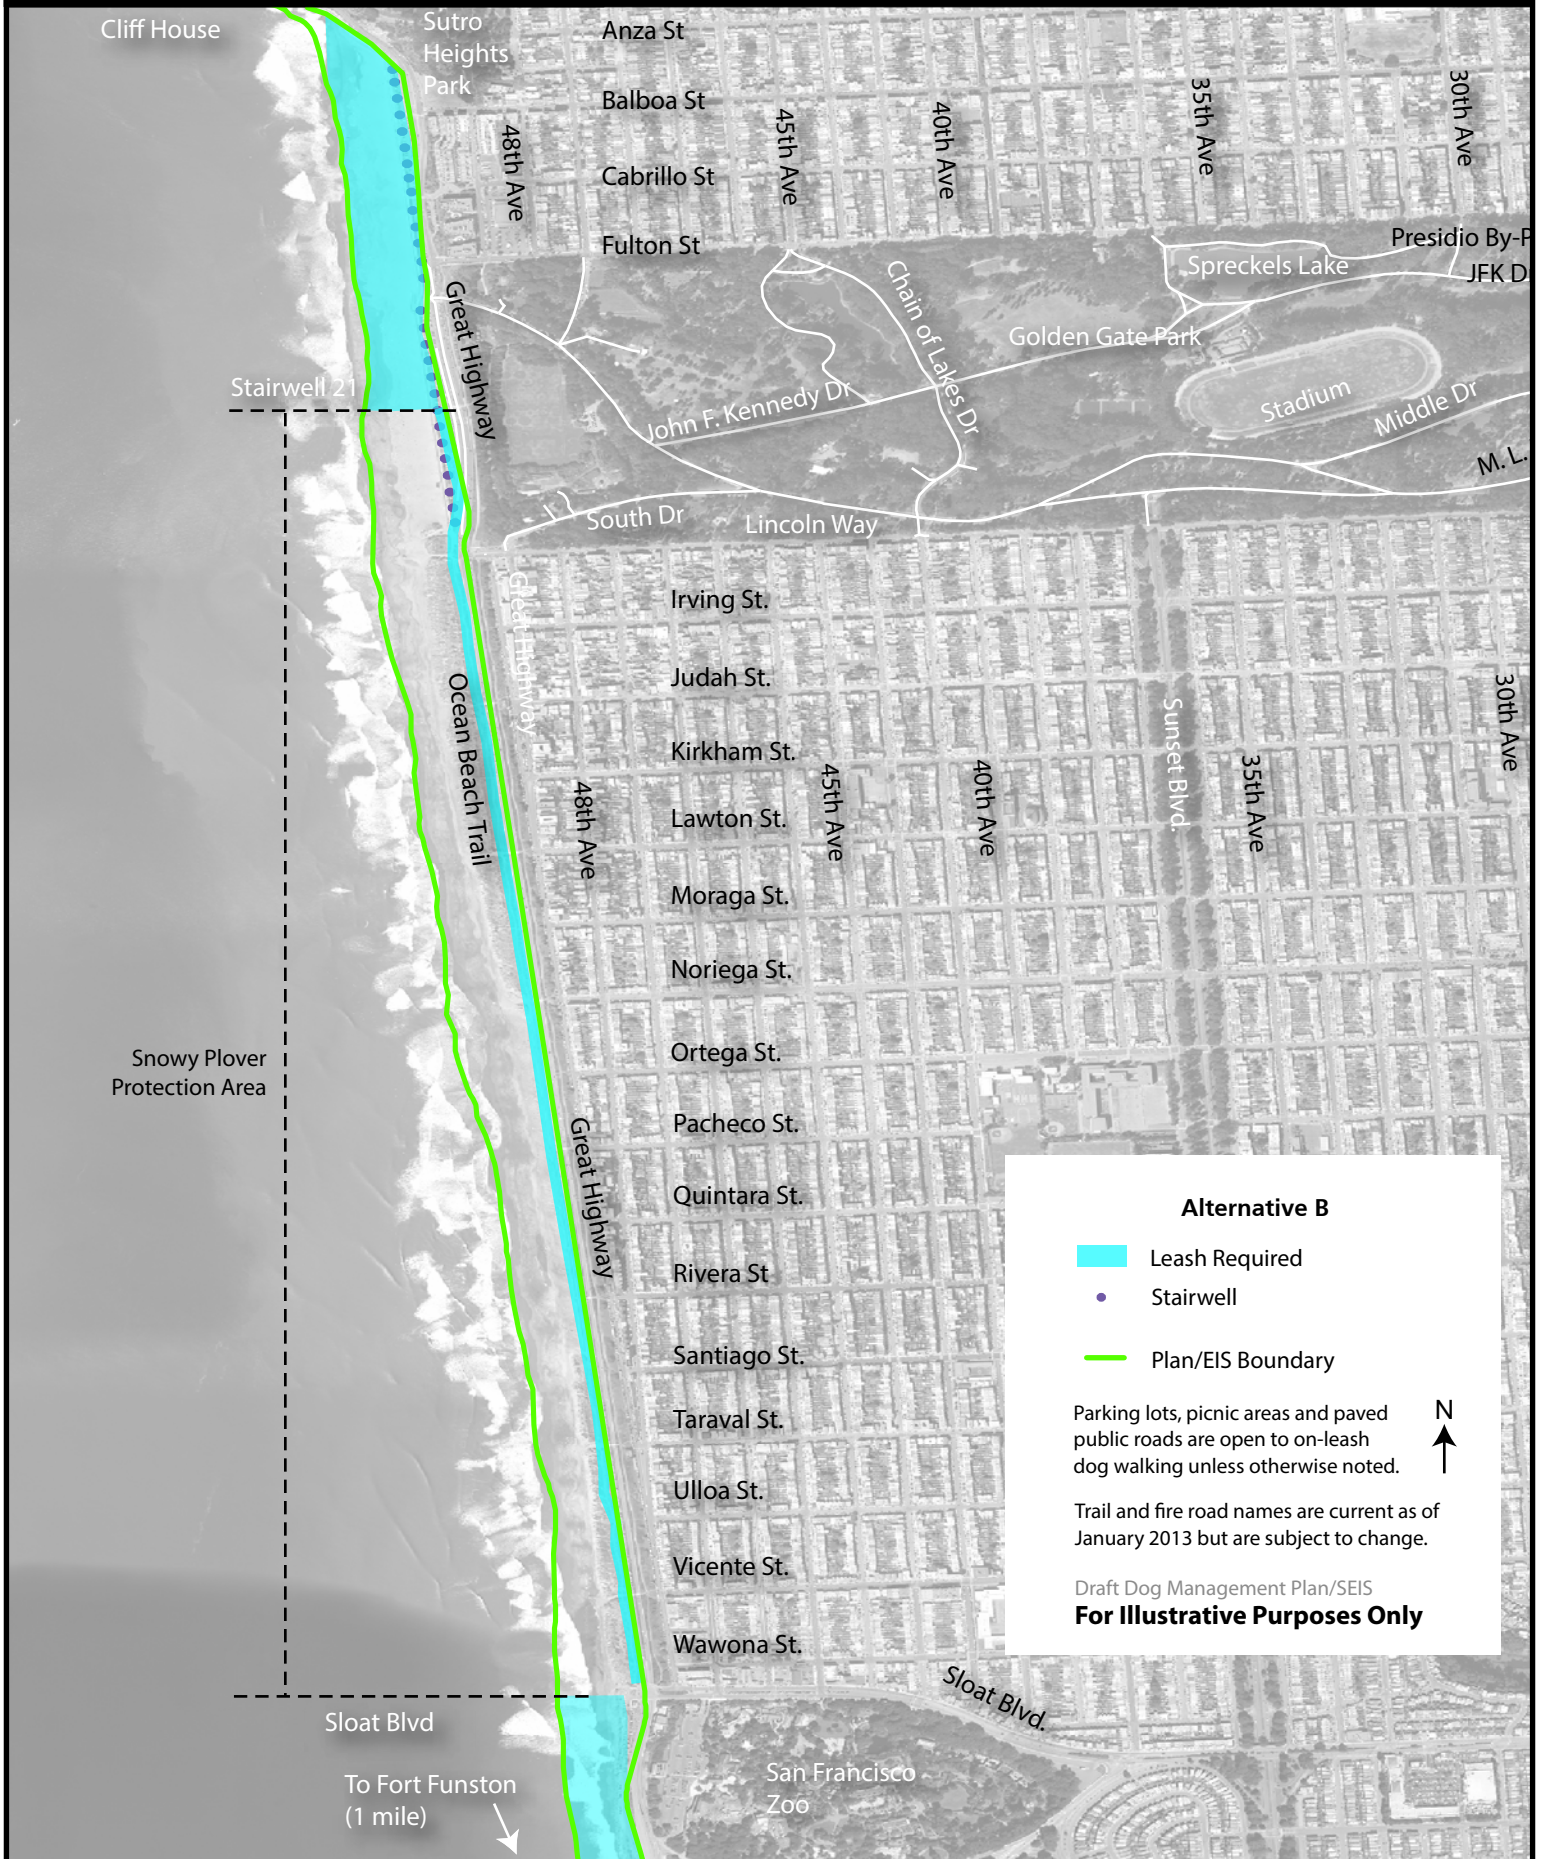 Cliff House
Sutro
Heights
Park
Anza St
Balboa St
Cabrillo St
Fulton St
48th Ave
45th Ave
40th Ave
35th Ave
30th Ave
Presidio By-P
JFK D
Spreckels Lake
Golden Gate Park
Chain of Lakes Dr
Great Highway
Stairwell 21
John F. Kennedy Dr
Stadium
Middle Dr
M. L.
South Dr
Lincoln Way
Great Highway
Irving St.
Judah St.
Kirkham St.
Lawton St.
Moraga St.
Noriega St.
Ortega St.
Pacheco St.
Quintara St.
Rivera St
Santiago St.
Taraval St.
Ulloa St.
Vicente St.
Wawona St.
Ocean Beach Trail
48th Ave
45th Ave
40th Ave
Sunset Blvd.
35th Ave
30th Ave
Snowy Plover
Protection Area
Great Highway
Sloat Blvd
Sloat Blvd.
To Fort Funston
(1 mile)
San Francisco
Zoo
Alternative B
Leash Required
Stairwell
Plan/EIS Boundary
Parking lots, picnic areas and paved
public roads are open to on-leash
dog walking unless otherwise noted.
N
Trail and fire road names are current as of
January 2013 but are subject to change.
Draft Dog Management Plan/SEIS
For Illustrative Purposes Only